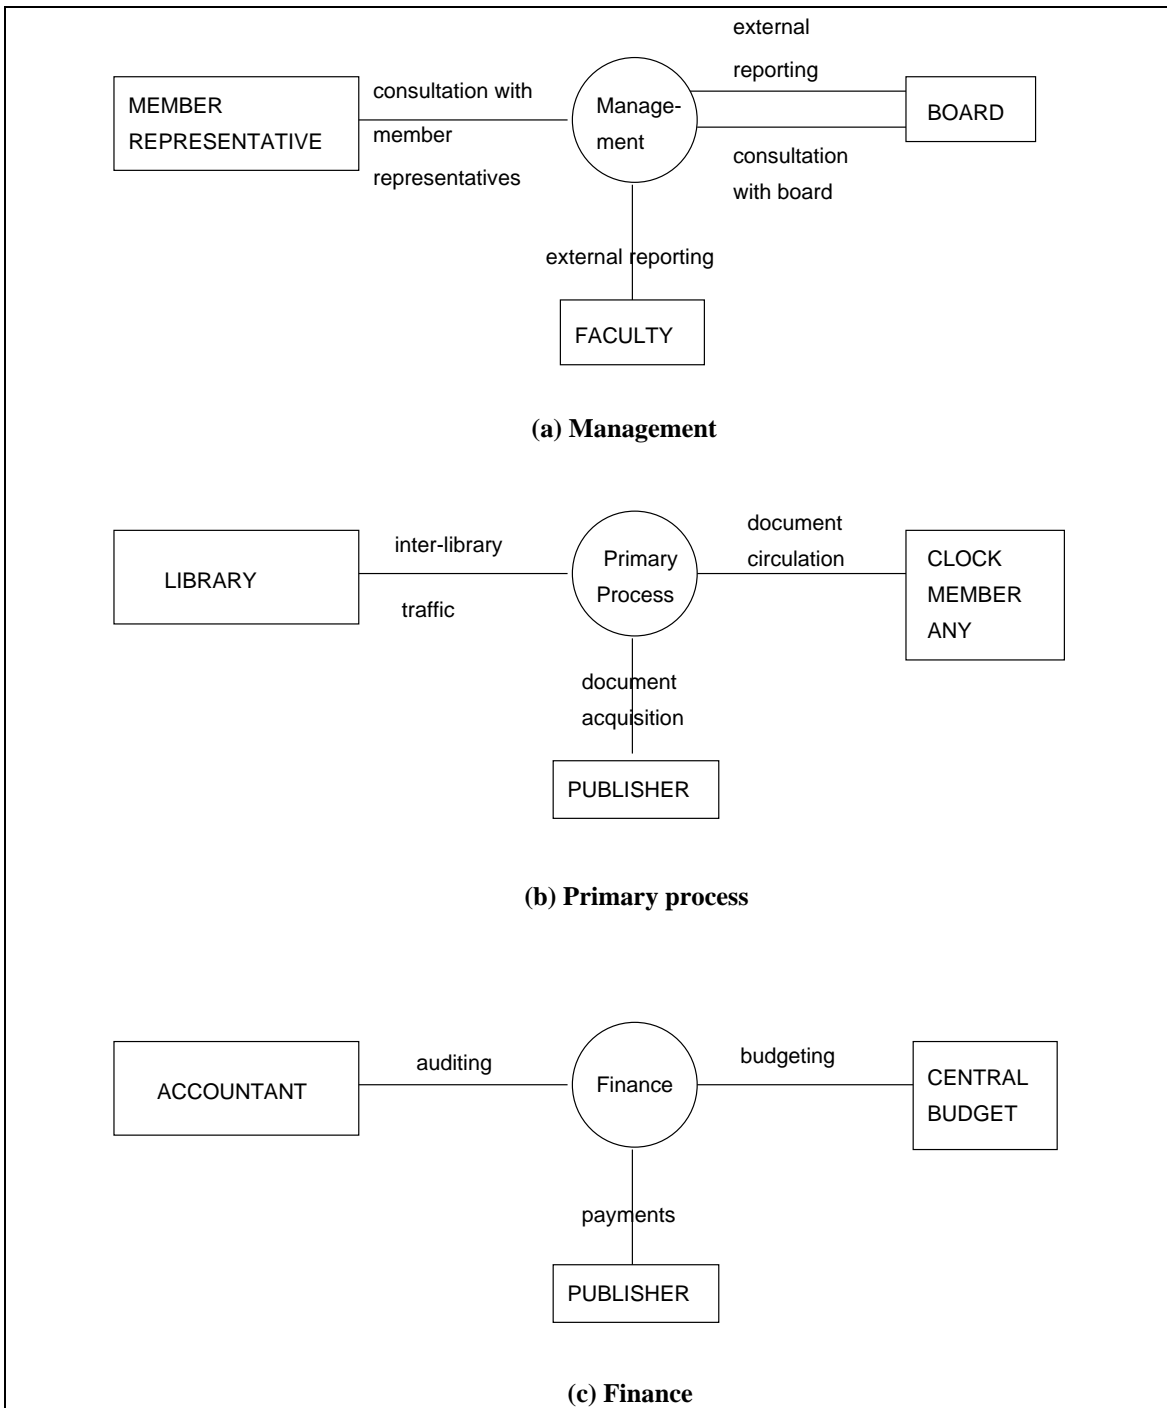 MEMBER
REPRESENTATIVE
consultation with
member
representatives
Manage-
ment
external
reporting
consultation
with board
BOARD
external reporting
FACULTY
(a) Management
LIBRARY
inter-library
traffic
Primary
Process
document
circulation
CLOCK
MEMBER
ANY
document
acquisition
PUBLISHER
(b) Primary process
ACCOUNTANT
auditing
Finance
budgeting
CENTRAL
BUDGET
payments
PUBLISHER
(c) Finance